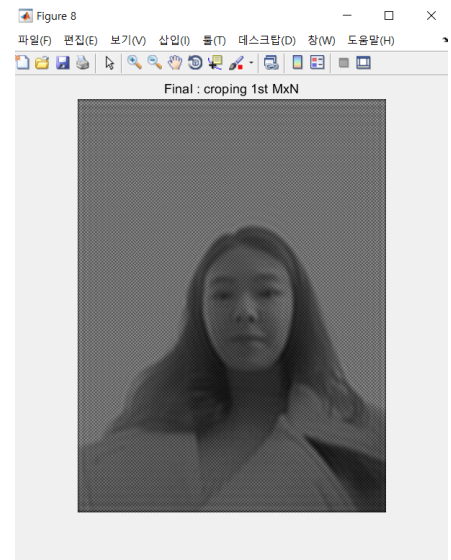 Figure 8
파일(F) 편집(E) 보기(V) 삽입(I) 툴(T) 데스크탑(D) 창(W) 도움말(H)
Final : croping 1st MxN